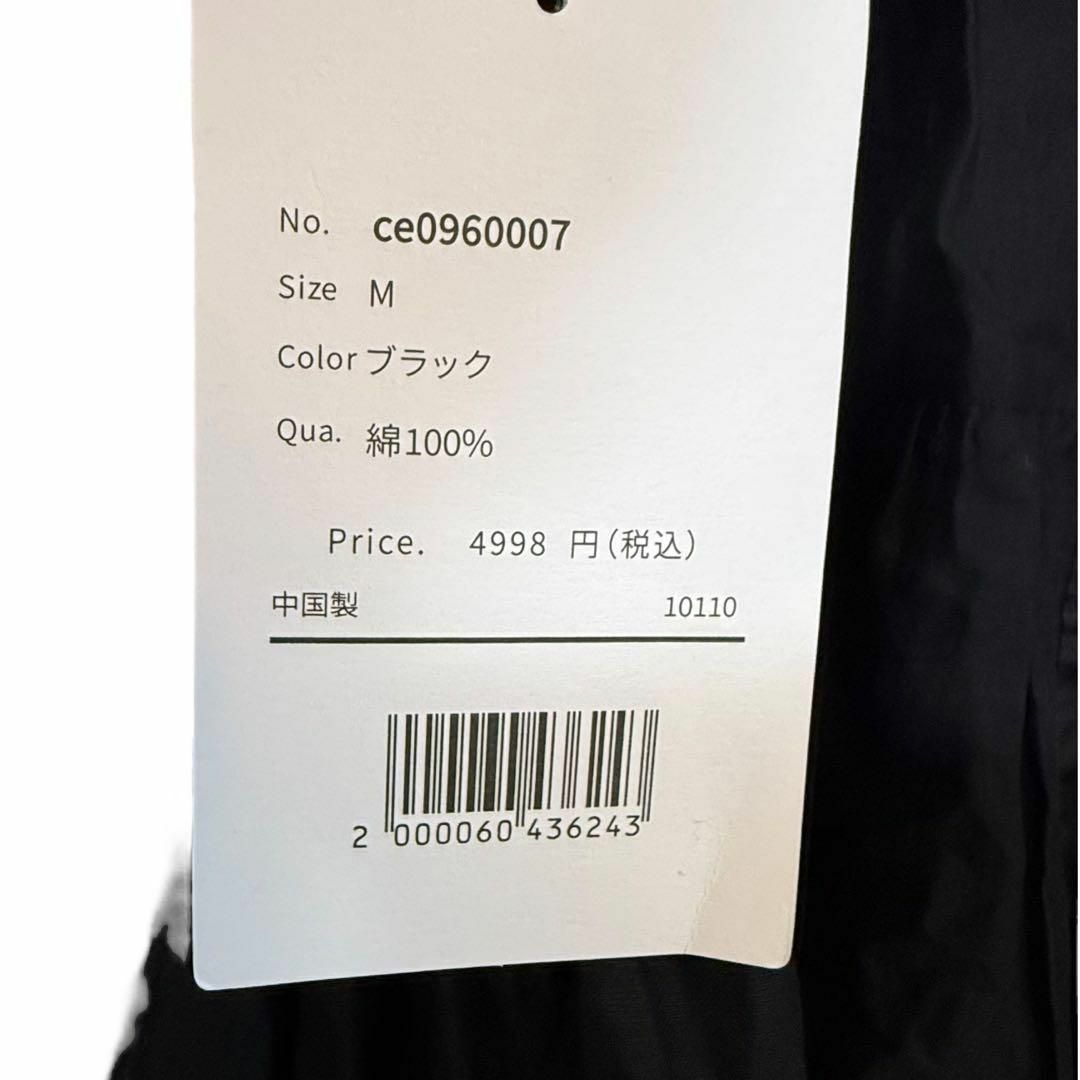 No. ce0960007
Size M
Color ブラック
Qua. 綿100%
Price. 4998 円(税込)
中国製 10110
2 000060 436243